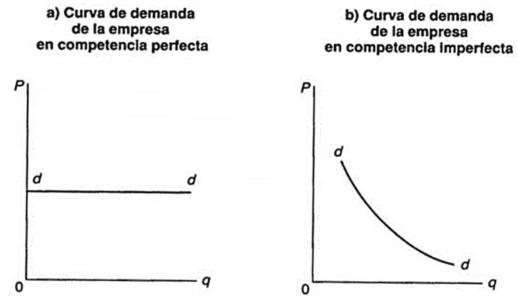 a) Curva de demanda
de la empresa
en competencia perfecta
P
d
d
0
q
b) Curva de demanda
de la empresa
en competencia imperfecta
P
d
d
0
q